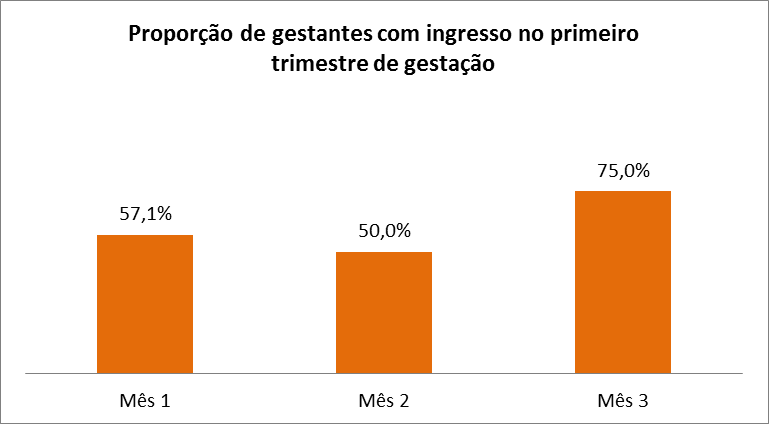 Proporção de gestantes com ingresso no primeiro
trimestre de gestação
57,1%
50,0%
75,0%
Mês 1
Mês 2
Mês 3